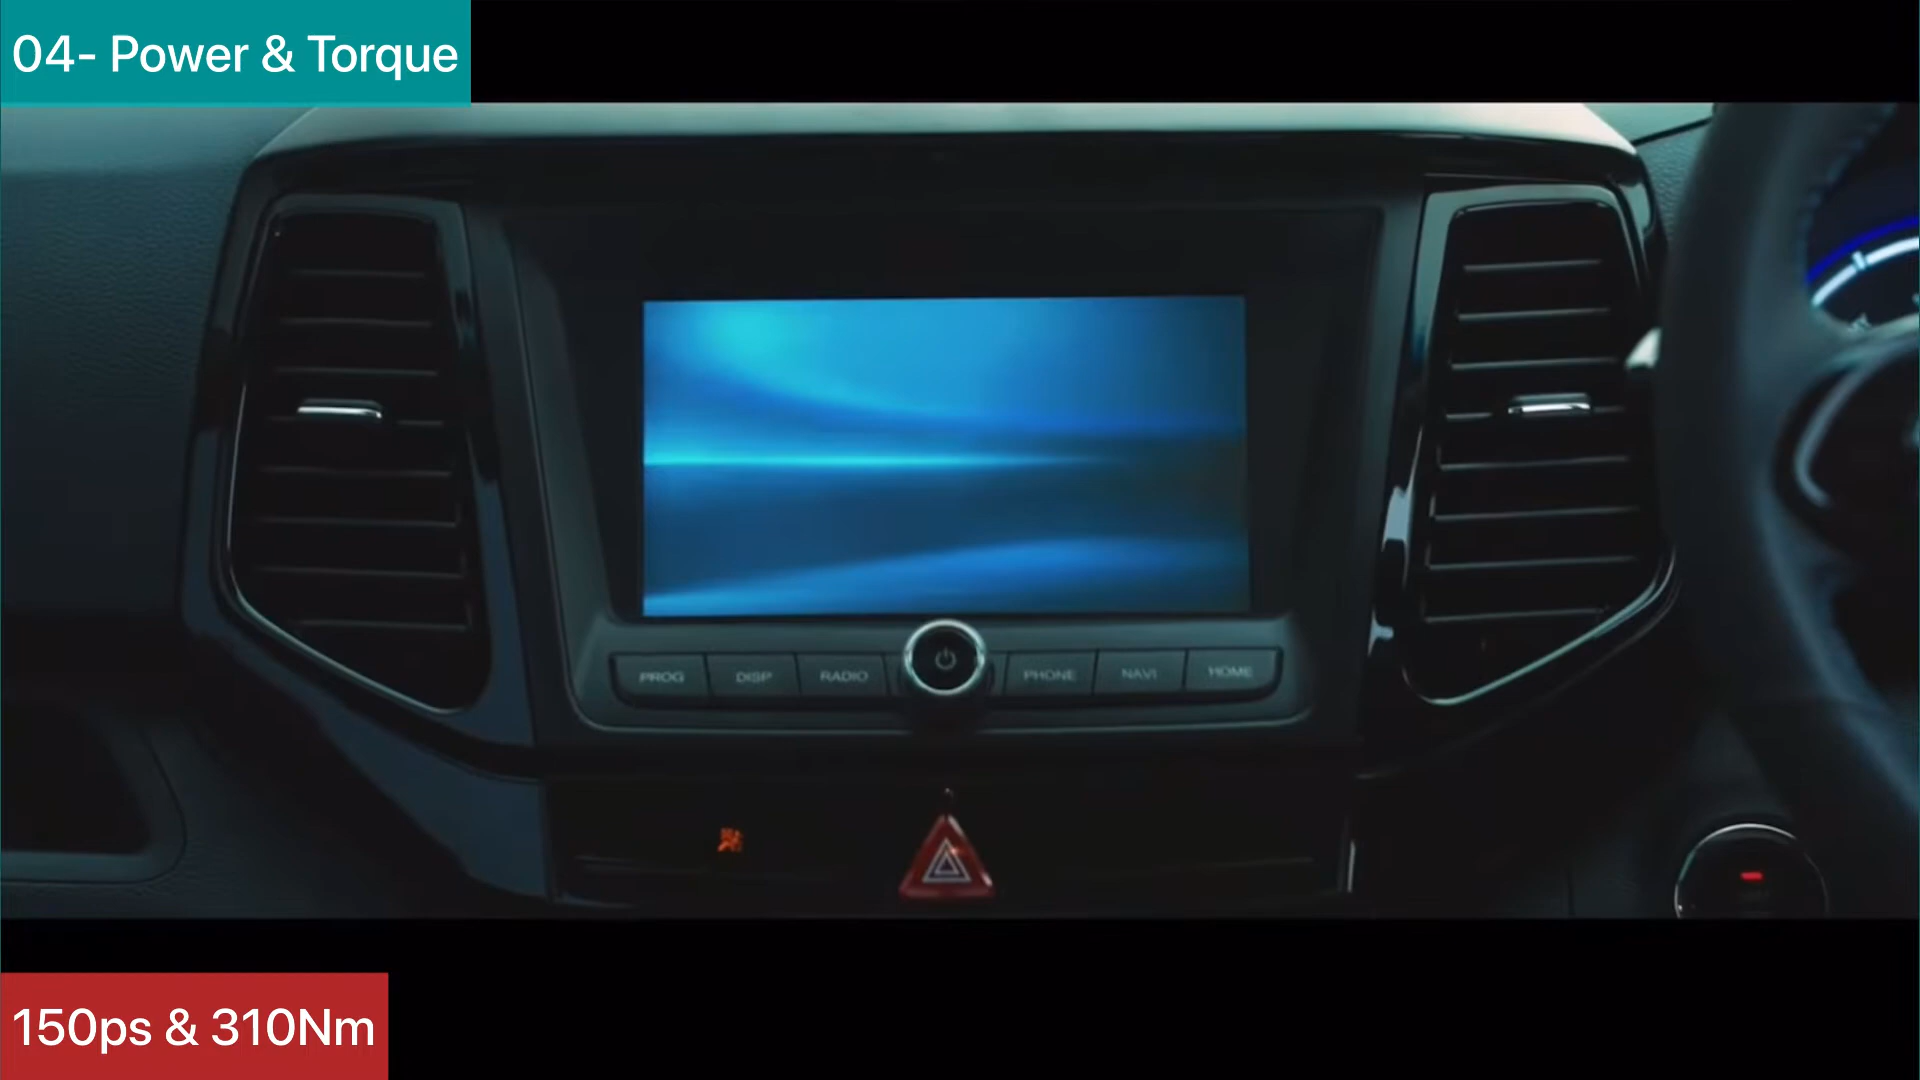 04- Power & Torque
PROG DISP RADIO PHONE NAVI HOME
150ps & 310Nm